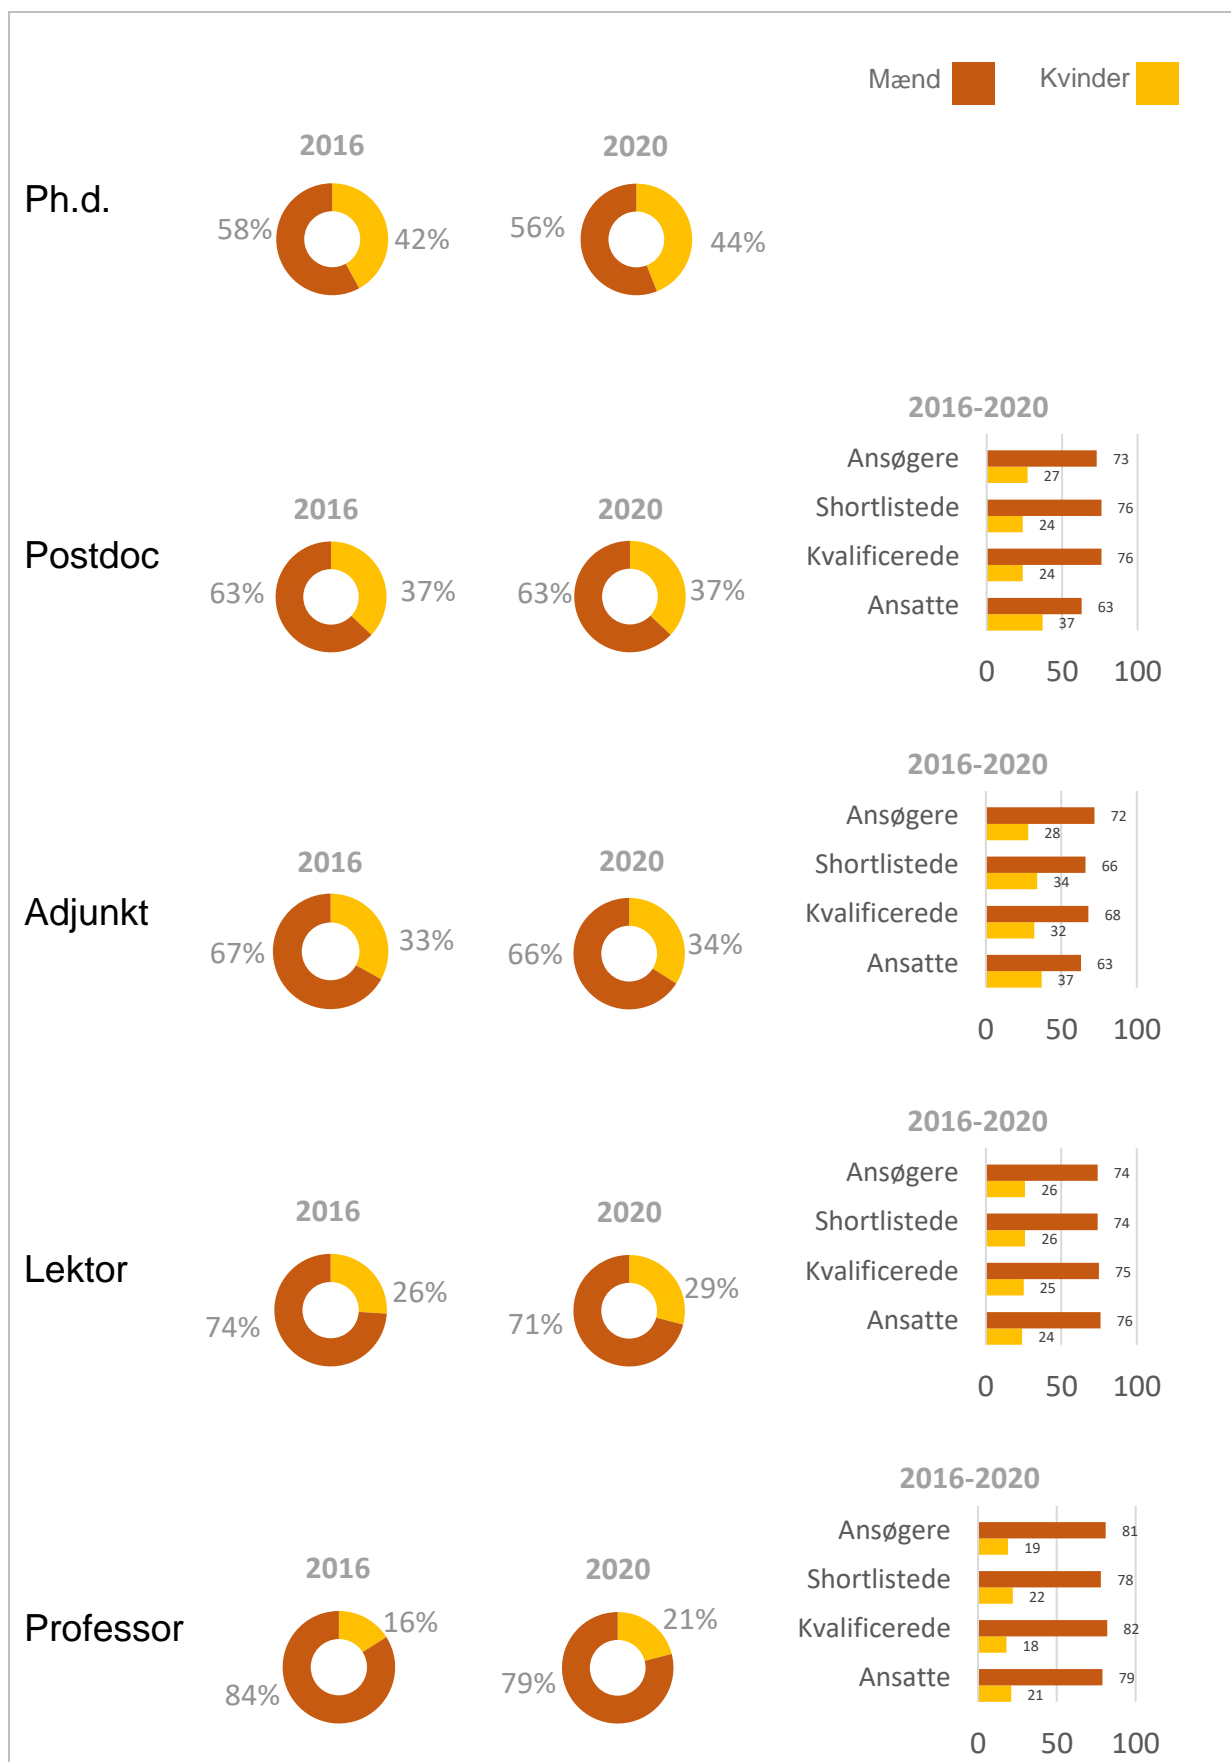 Mænd Kvinder
Ph.d.
2016
58% 42%
2020
56% 44%
Postdoc
2016
63% 37%
2020
63% 37%
2016-2020
Ansøgere 73
27
Shortlistede 76
24
Kvalificerede 76
24
Ansatte 63
37
0 50 100
Adjunkt
2016
67% 33%
2020
66% 34%
2016-2020
Ansøgere 72
28
Shortlistede 66
34
Kvalificerede 68
32
Ansatte 63
37
0 50 100
Lektor
2016
74% 26%
2020
71% 29%
2016-2020
Ansøgere 74
26
Shortlistede 74
26
Kvalificerede 75
25
Ansatte 76
24
0 50 100
Professor
2016
84% 16%
2020
79% 21%
2016-2020
Ansøgere 81
19
Shortlistede 78
22
Kvalificerede 82
18
Ansatte 79
21
0 50 100